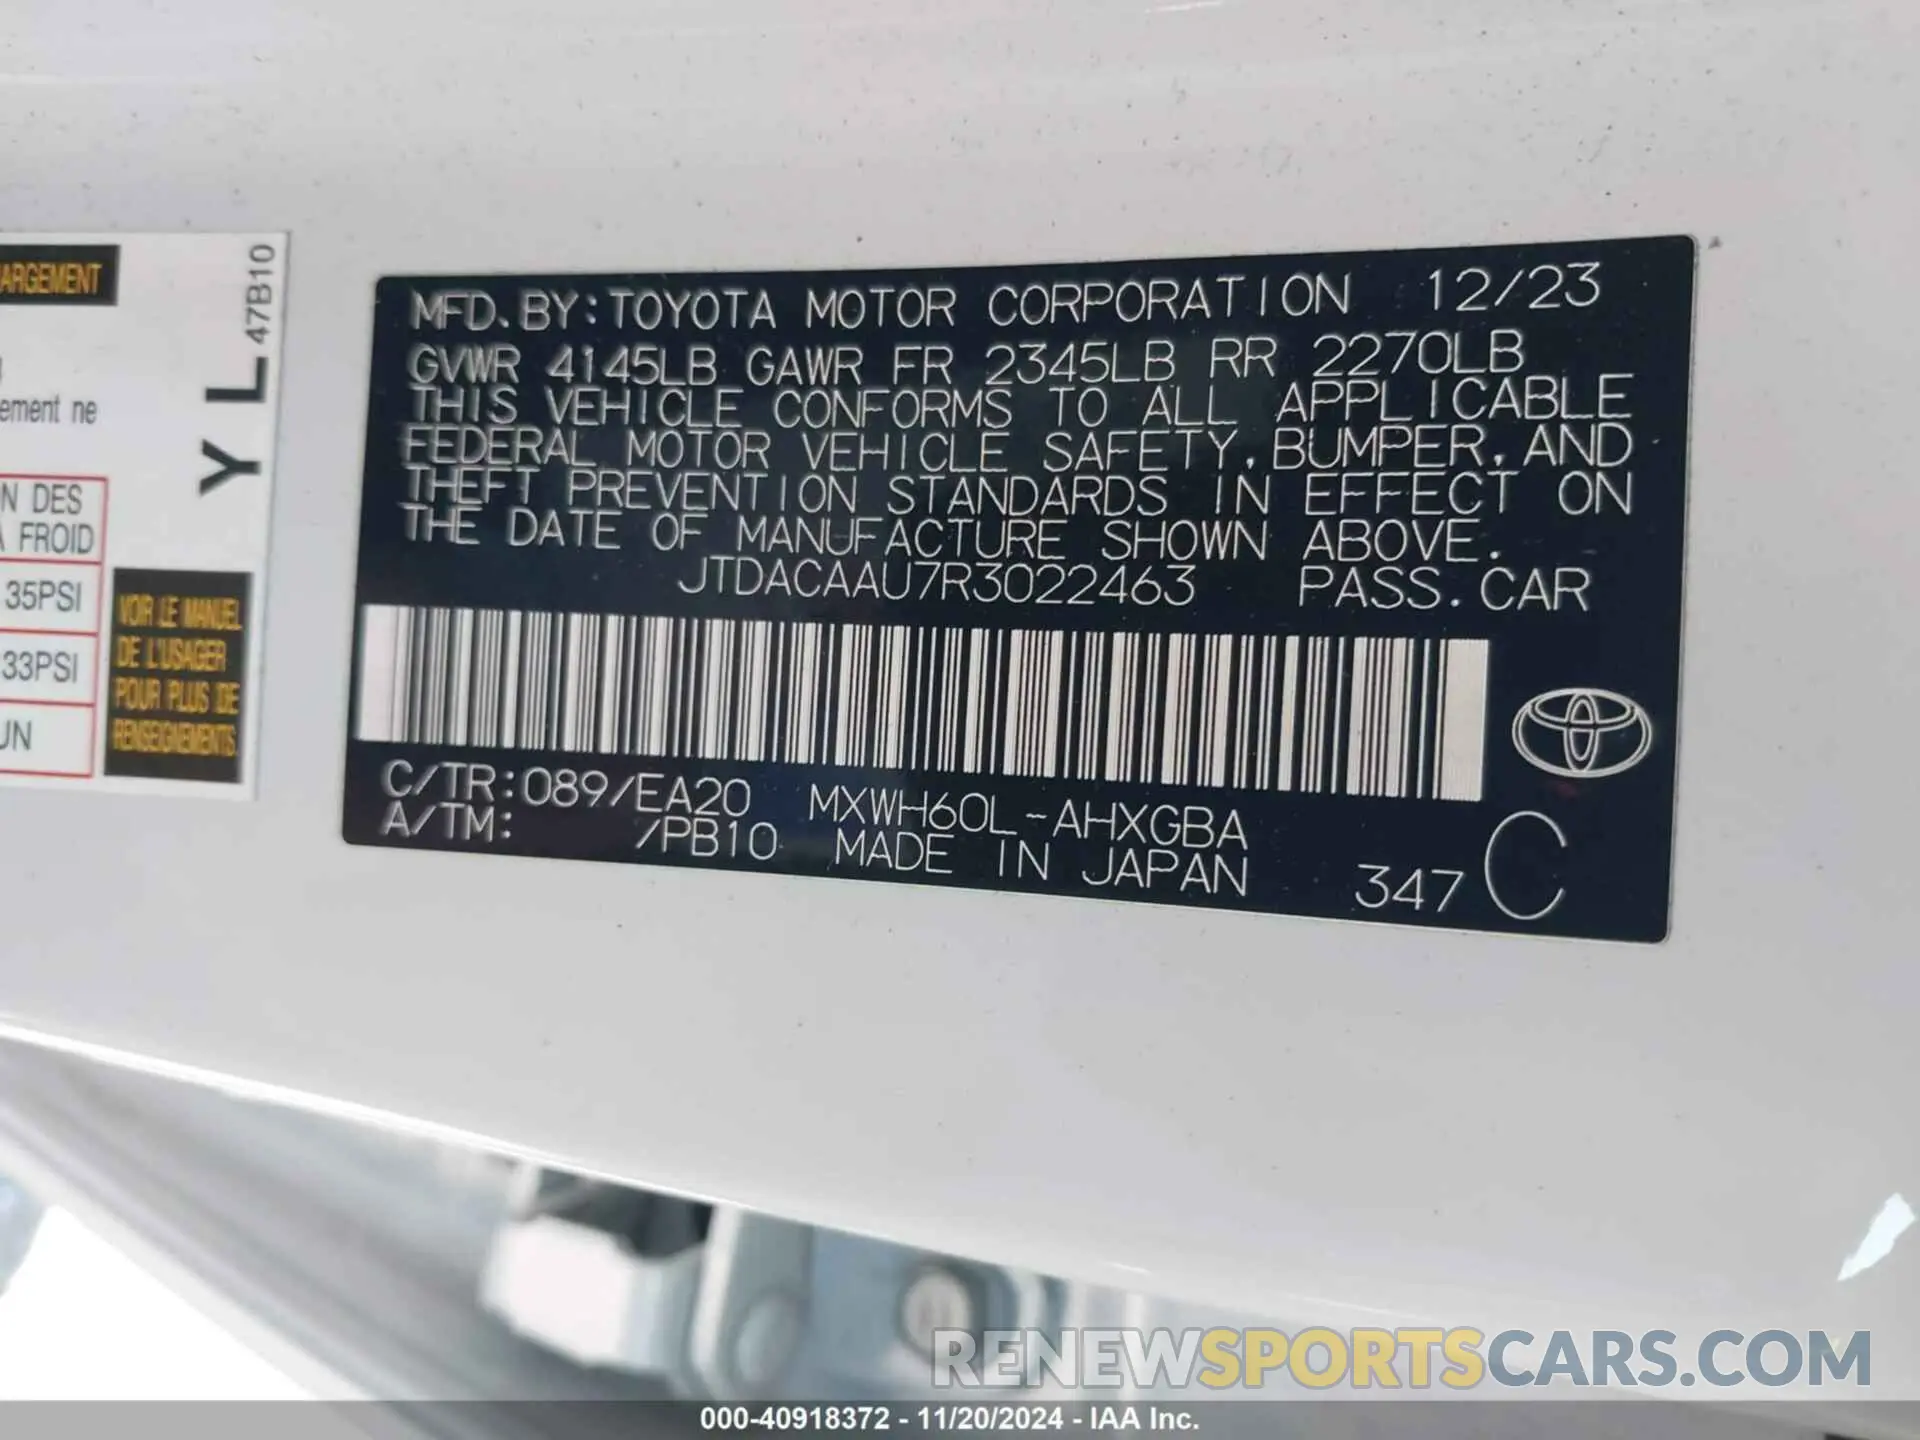 ARGEMENT
ement ne
N DES
A FROID
35PSI
33PSI
UN
Y L
47B10
VOIR LE MANUEL
DE L'USAGER
POUR PLUS DE
RENSEIGNEMENTS.
MFD. BY: TOYOTA MOTOR CORPORATION 12/23
GVWR 4145LB GAWR FR 2345LB RR 2270LB
THIS VEHICLE CONFORMS TO ALL APPLICABLE
FEDERAL MOTOR VEHICLE SAFETY, BUMPER, AND
THEFT PREVENTION STANDARDS IN EFFECT ON
THE DATE OF MANUFACTURE SHOWN ABOVE.
JTDACAAU7R3022463 PASS. CAR
C/TR: 089/EA20 MXWH60L-AHXGBA
A/TM: /PB10 MADE IN JAPAN 347 C
RENEWSPORTSCARS.COM
000-40918372 - 11/20/2024 - IAA Inc.